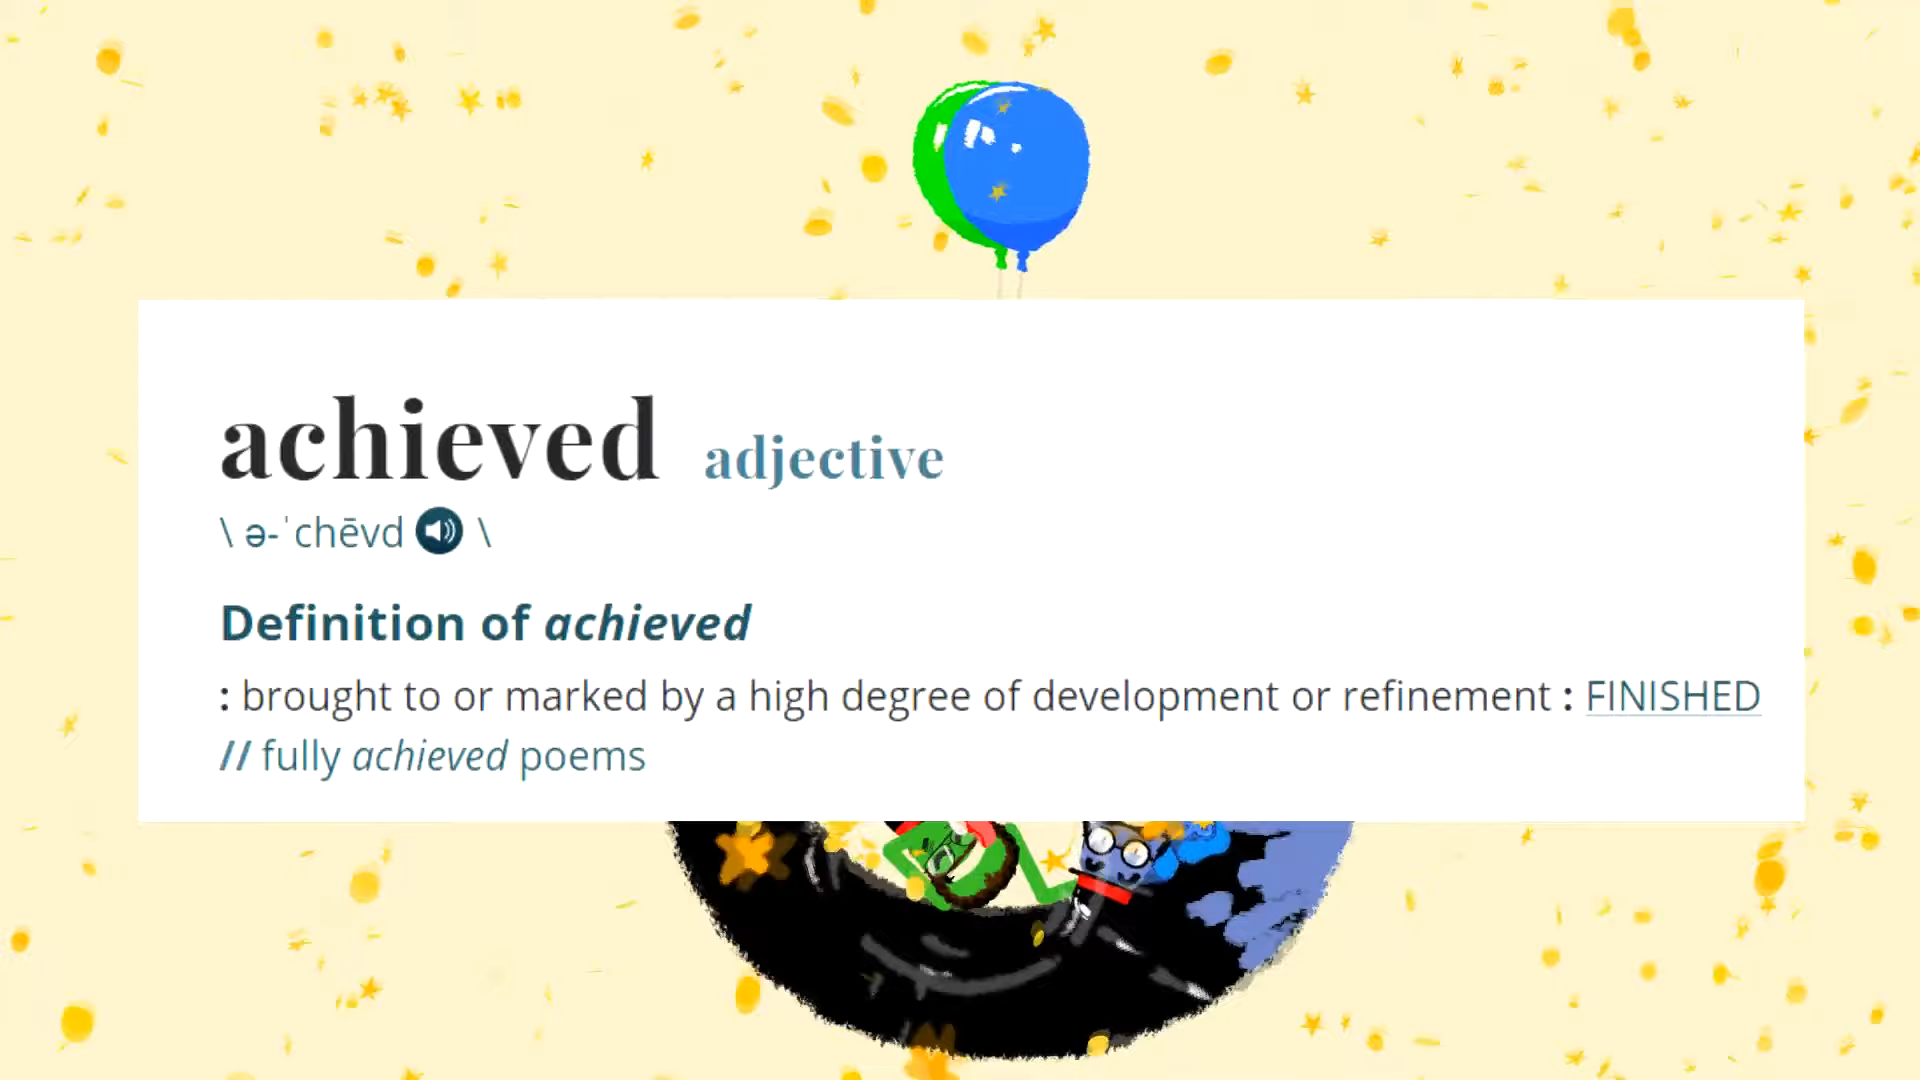 achieved adjective
\ ə-ˈchēvd \
Definition of achieved
: brought to or marked by a high degree of development or refinement : FINISHED
// fully achieved poems